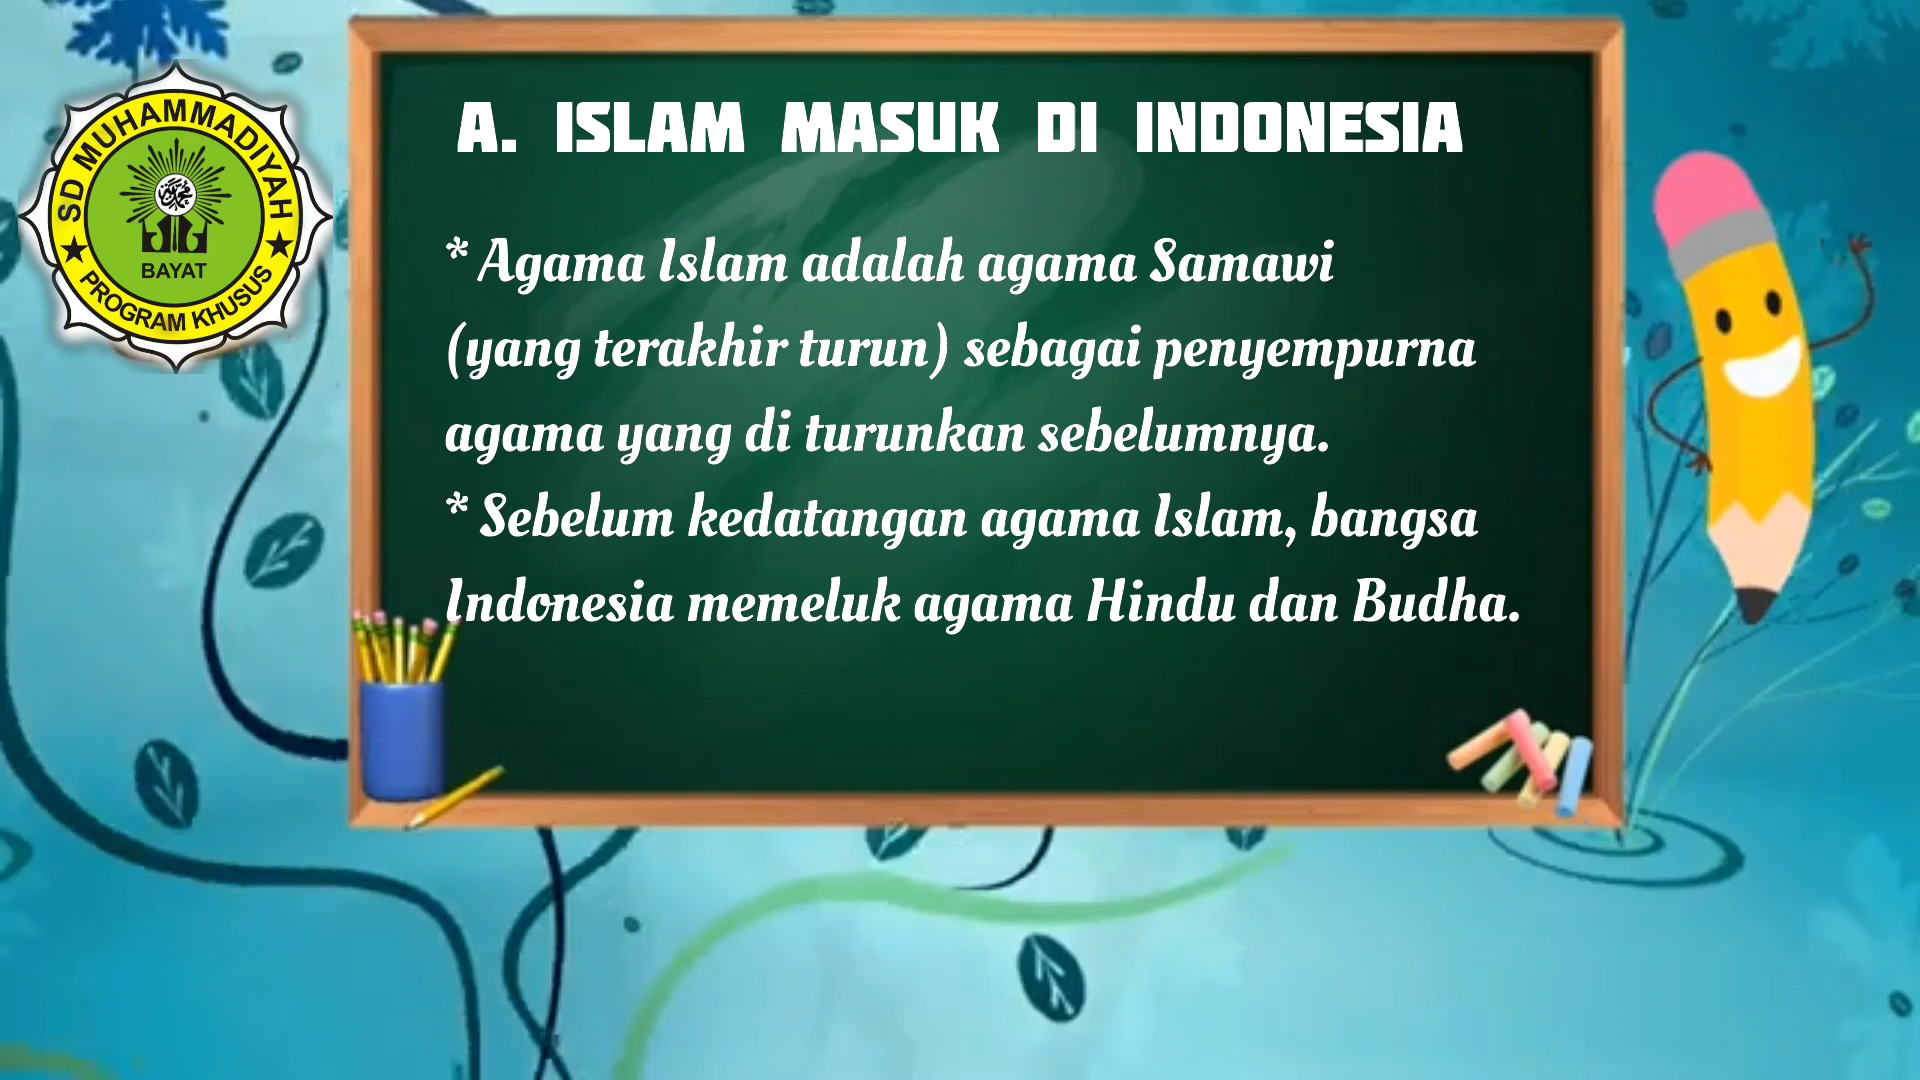 SD MUHAMMADIYAH
BAYAT
PROGRAM KHUSUS
A. ISLAM MASUK DI INDONESIA
* Agama Islam adalah agama Samawi
(yang terakhir turun) sebagai penyempurna
agama yang di turunkan sebelumnya.
* Sebelum kedatangan agama Islam, bangsa
Indonesia memeluk agama Hindu dan Budha.